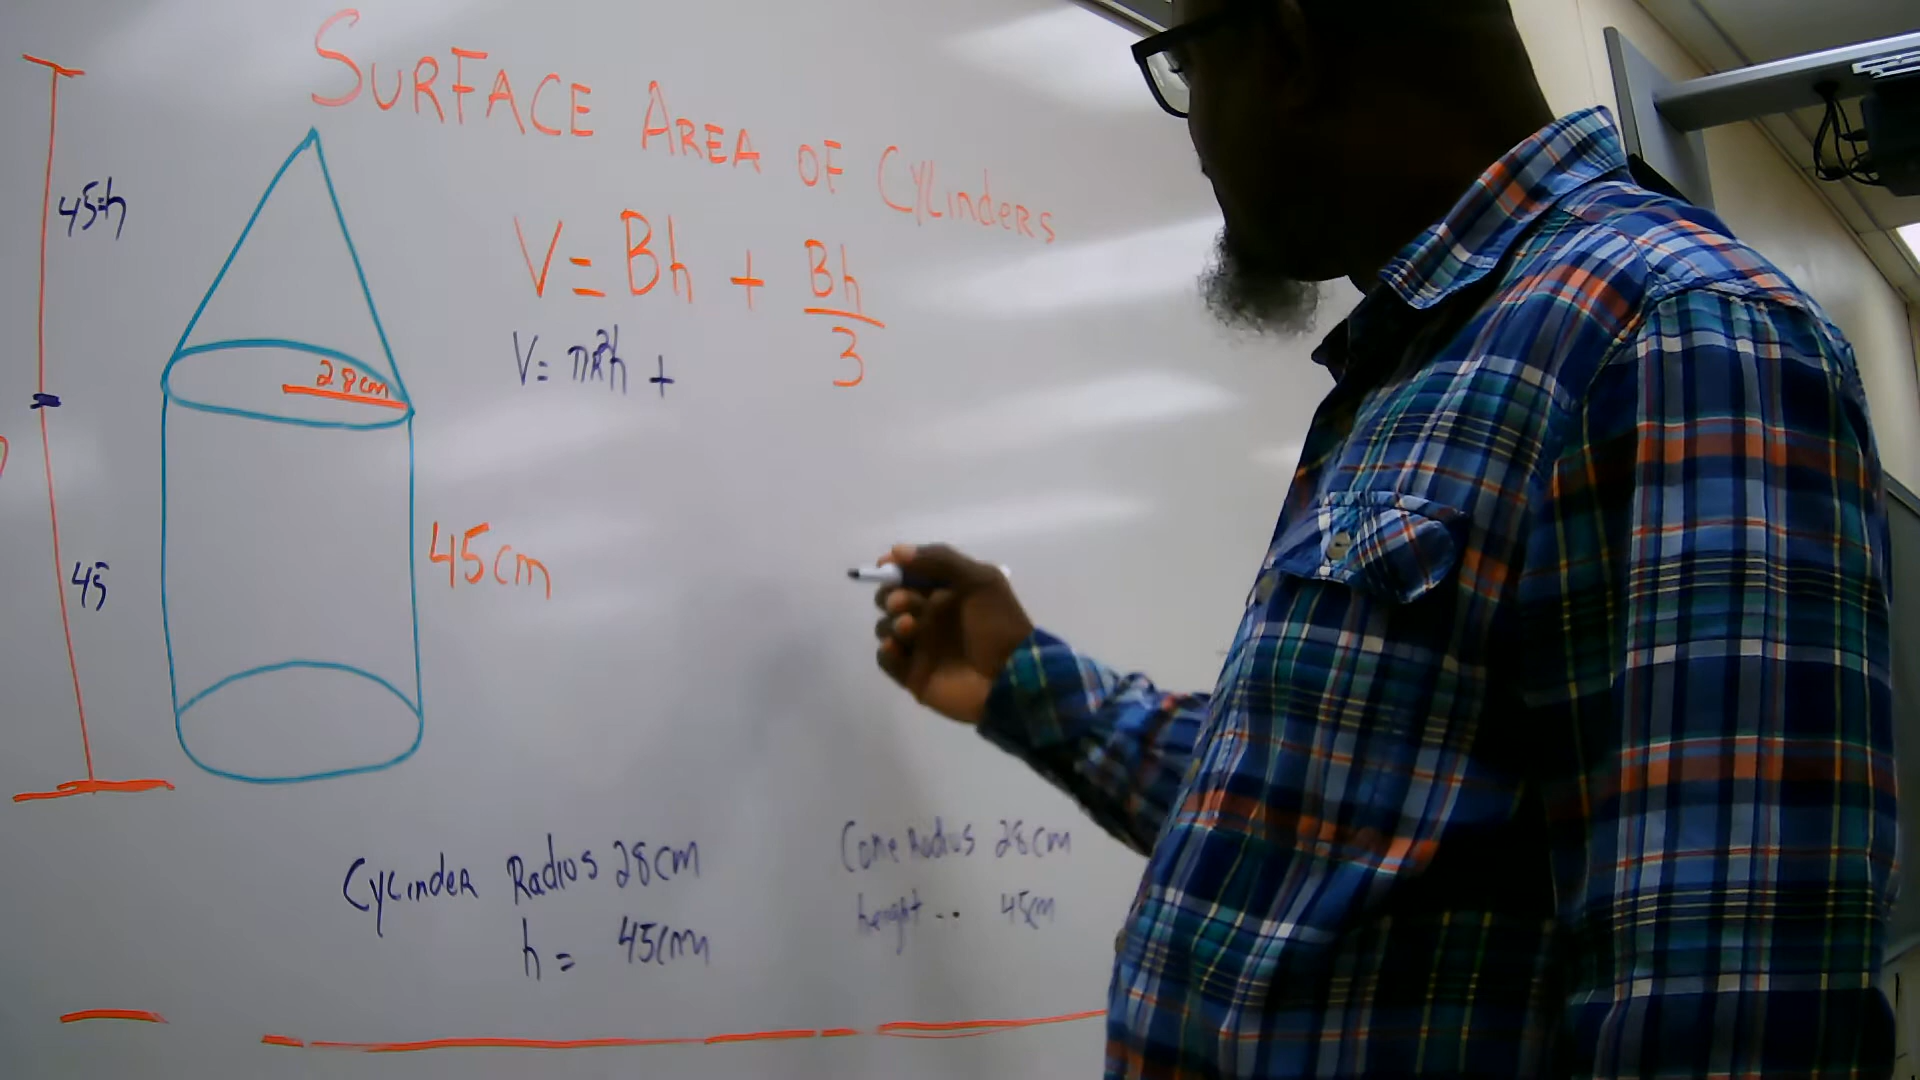 SURFACE AREA OF CYLINDERS
45=h
V = Bh + Bh
3
V= πR²h +
28cm
45cm
45
Cylinder Radius 28cm
h = 45cm
Cone Radius 28cm
height .. 45cm